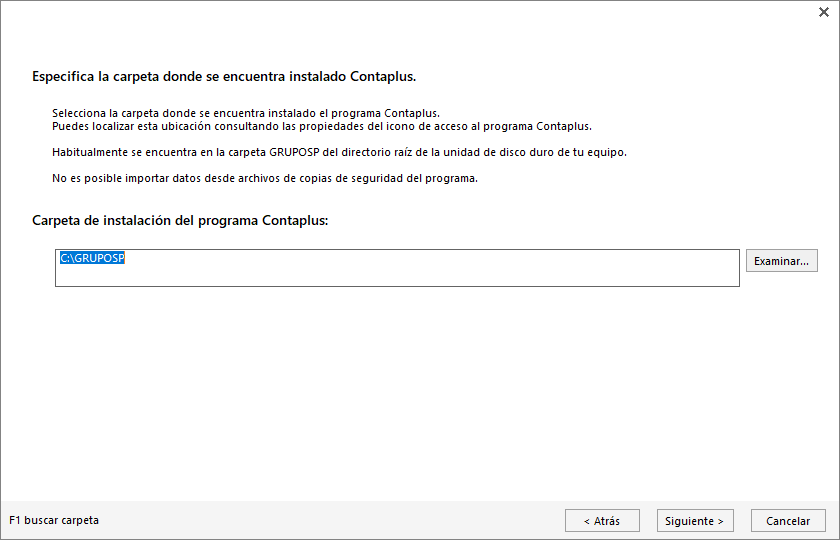 Especifica la carpeta donde se encuentra instalado Contaplus.
Selecciona la carpeta donde se encuentra instalado el programa Contaplus.
Puedes localizar esta ubicación consultando las propiedades del icono de acceso al programa Contaplus.
Habitualmente se encuentra en la carpeta GRUPOSP del directorio raíz de la unidad de disco duro de tu equipo.
No es posible importar datos desde archivos de copias de seguridad del programa.
Carpeta de instalación del programa Contaplus:
C:\GRUPOSP
Examinar...
F1 buscar carpeta
< Atrás
Siguiente >
Cancelar